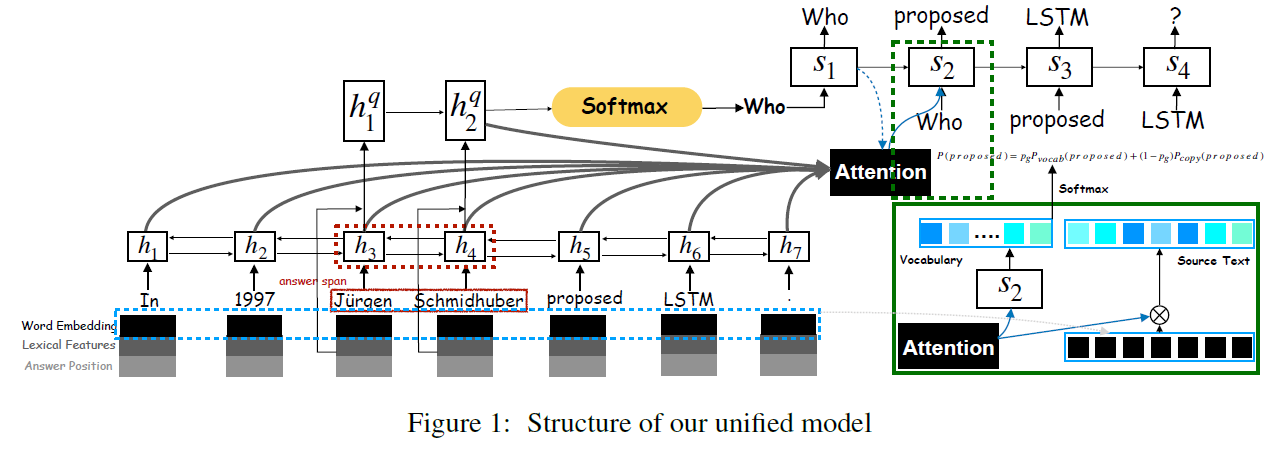 Who proposed LSTM ?
s1 s2 s3 s4
h1^q h2^q Softmax Who Who proposed LSTM
Attention P(proposed) = pgPvocab(proposed) + (1-pg)Pcopy(proposed)
Softmax
h1 h2 h3 h4 h5 h6 h7
answer span
In 1997 Jürgen Schmidhuber proposed LSTM .
Vocabulary Source Text
....
s2
Word Embedding
Lexical Features
Answer Position
Attention
Figure 1: Structure of our unified model